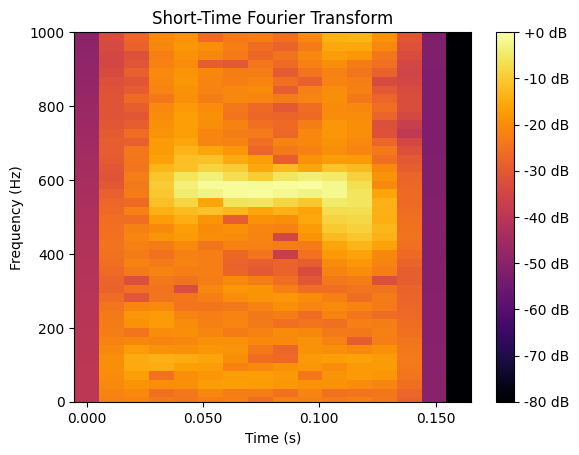 Short-Time Fourier Transform
1000
800
600
400
200
0
Frequency (Hz)
0.000
0.050
0.100
0.150
Time (s)
+0 dB
-10 dB
-20 dB
-30 dB
-40 dB
-50 dB
-60 dB
-70 dB
-80 dB